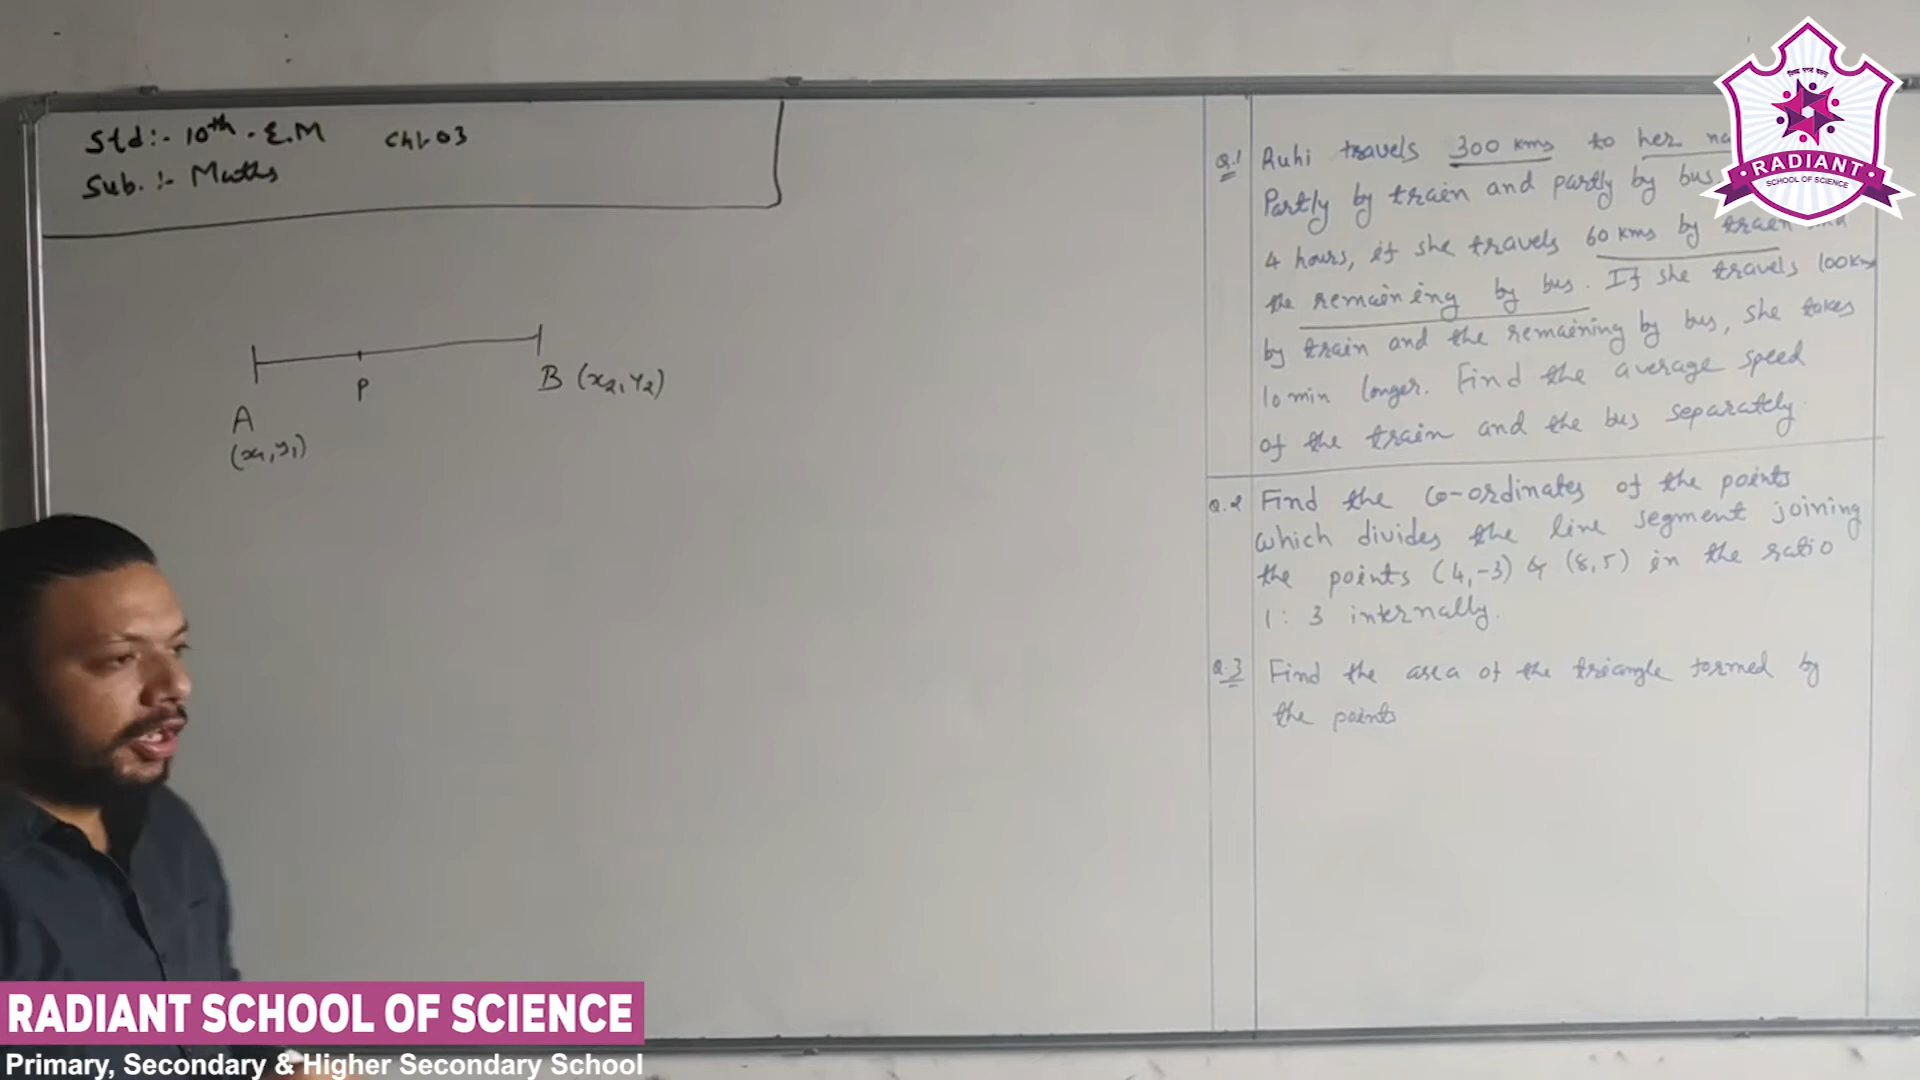 Std:- 10th - E.M Ch1-03
Sub. :- Maths
A
(x1, y1)
P
B (x2, y2)
Q.1 Ruhi travels 300 kms to her
Partly by train and partly by bus
4 hours, if she travels 60 kms by train and
the remaineing by bus. If she travels 100km
by train and the remaining by bus, she takes
10 min longer. Find the average speed
of the train and the bus separately.
Q.2 Find the co-ordinates of the points
which divides the line segment joining
the points (4,-3) & (8,5) in the ratio
1 : 3 internally.
Q.3 Find the area of the triangle formed by
the points
RADIANT
SCHOOL OF SCIENCE
RADIANT SCHOOL OF SCIENCE
Primary, Secondary & Higher Secondary School